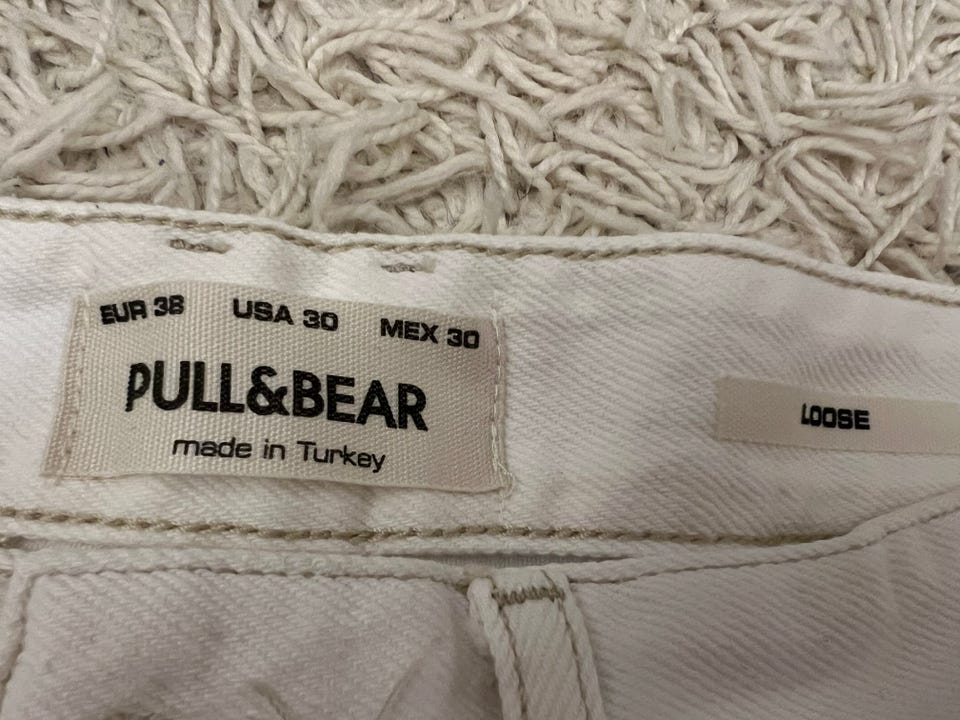 EUR 38 USA 30 MEX 30
PULL&BEAR
made in Turkey
LOOSE